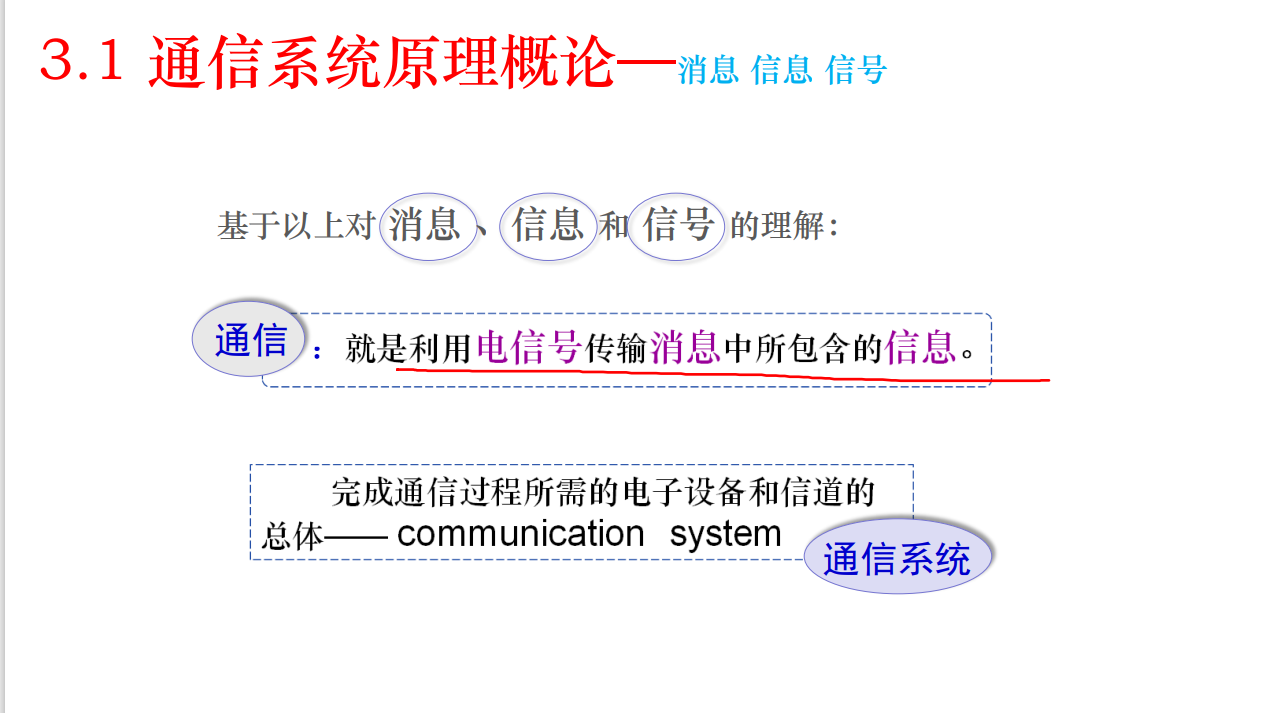 3.1 通信系统原理概论—消息 信息 信号
基于以上对消息、信息和信号的理解:
通信：就是利用电信号传输消息中所包含的信息。
完成通信过程所需的电子设备和信道的
总体—— communication system
通信系统